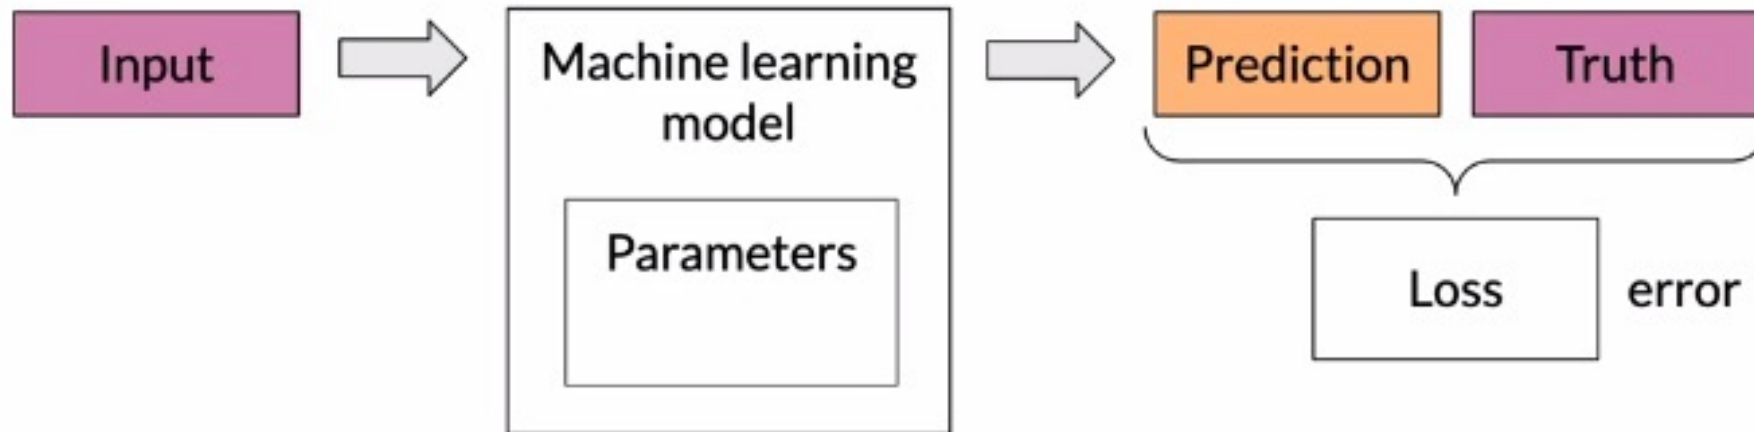 Input
Machine learning
model
Parameters
Prediction
Truth
Loss
error